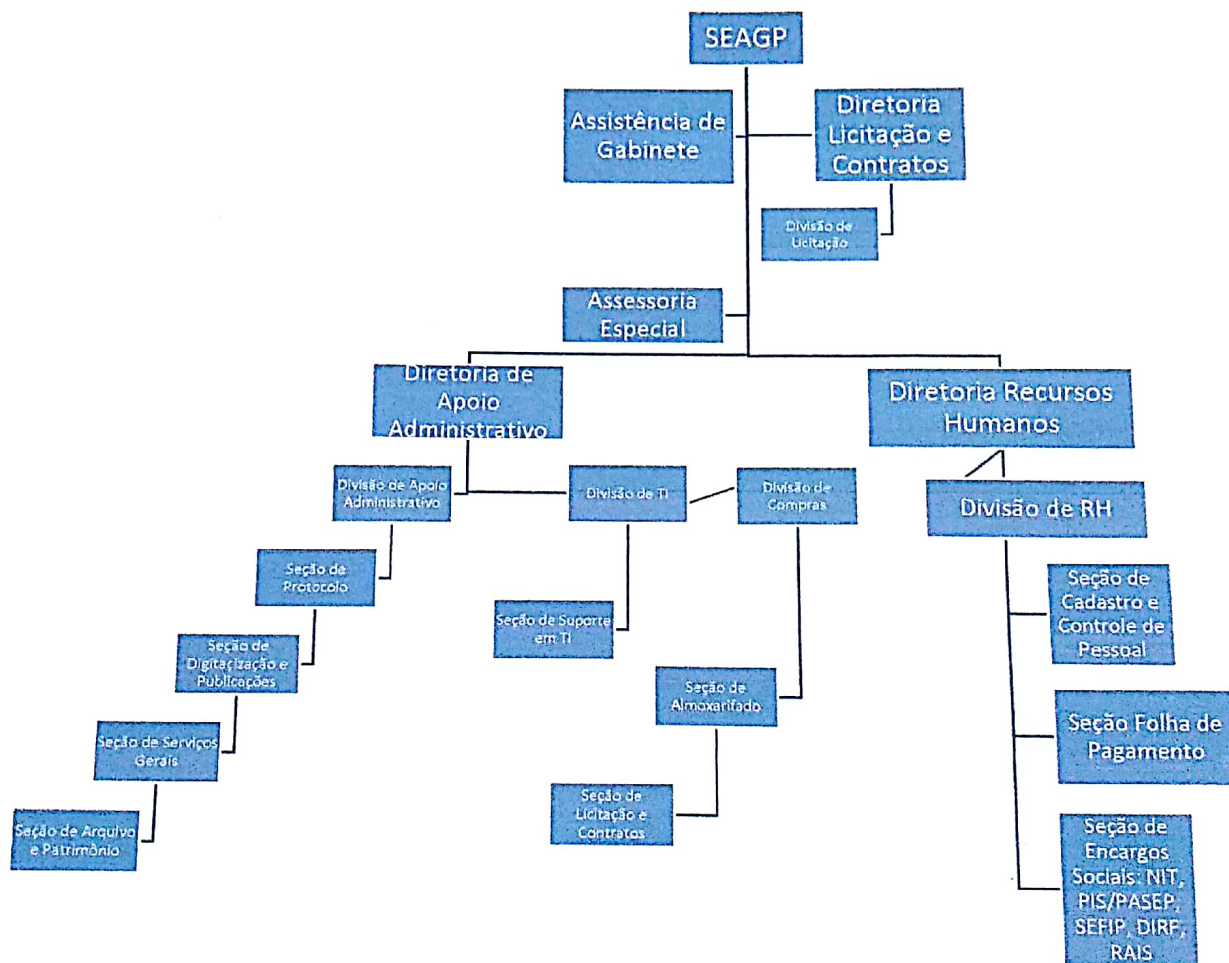 SEAGP
Assistência de
Gabinete
Diretoria
Licitação e
Contratos
Divisão de
Licitação
Assessoria
Especial
Diretoria de
Apoio
Administrativo
Diretoria Recursos
Humanos
Divisão de Apoio
Administrativo
Divisão de TI
Divisão de
Compras
Divisão de RH
Seção de
Protocolo
Seção de Suporte
em TI
Seção de
Cadastro e
Controle de
Pessoal
Seção de
Digitaçização e
Publicações
Seção de
Almoxarifado
Seção Folha de
Pagamento
Seção de Serviços
Gerais
Seção de
Licitação e
Contratos
Seção de Arquivo
e Patrimônio
Seção de
Encargos
Sociais: NIT,
PIS/PASEP,
SEFIP, DIRF,
RAIS